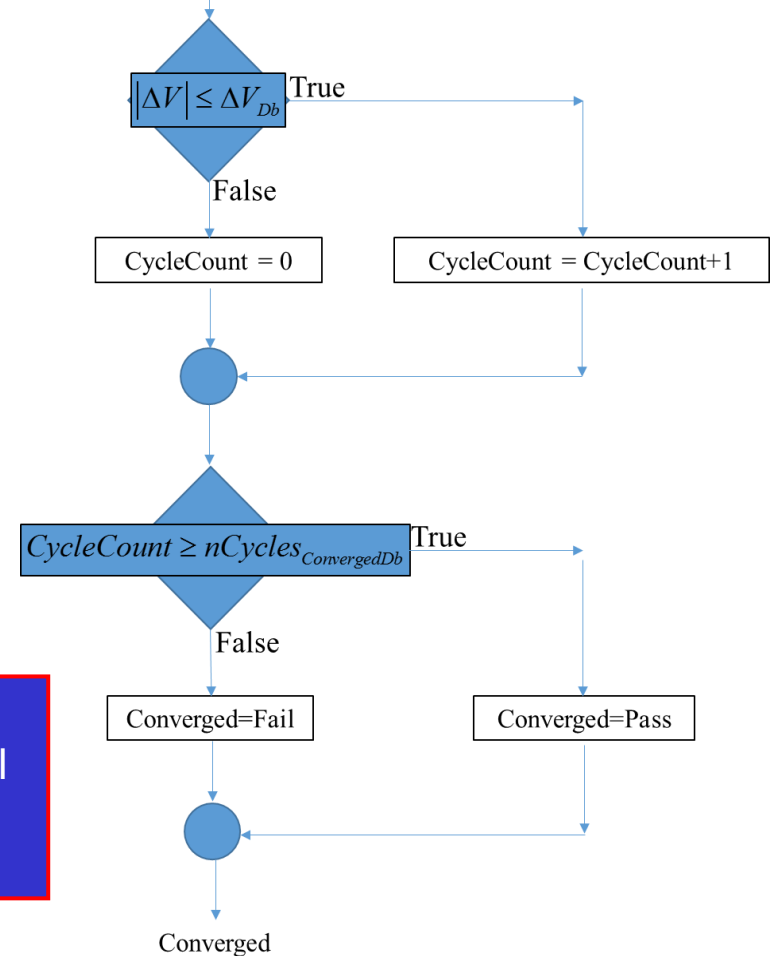 |ΔV| ≤ ΔV_Db
True
False
CycleCount = 0
CycleCount = CycleCount+1
CycleCount ≥ nCycles_ConvergedDb
True
False
Converged=Fail
Converged=Pass
Converged